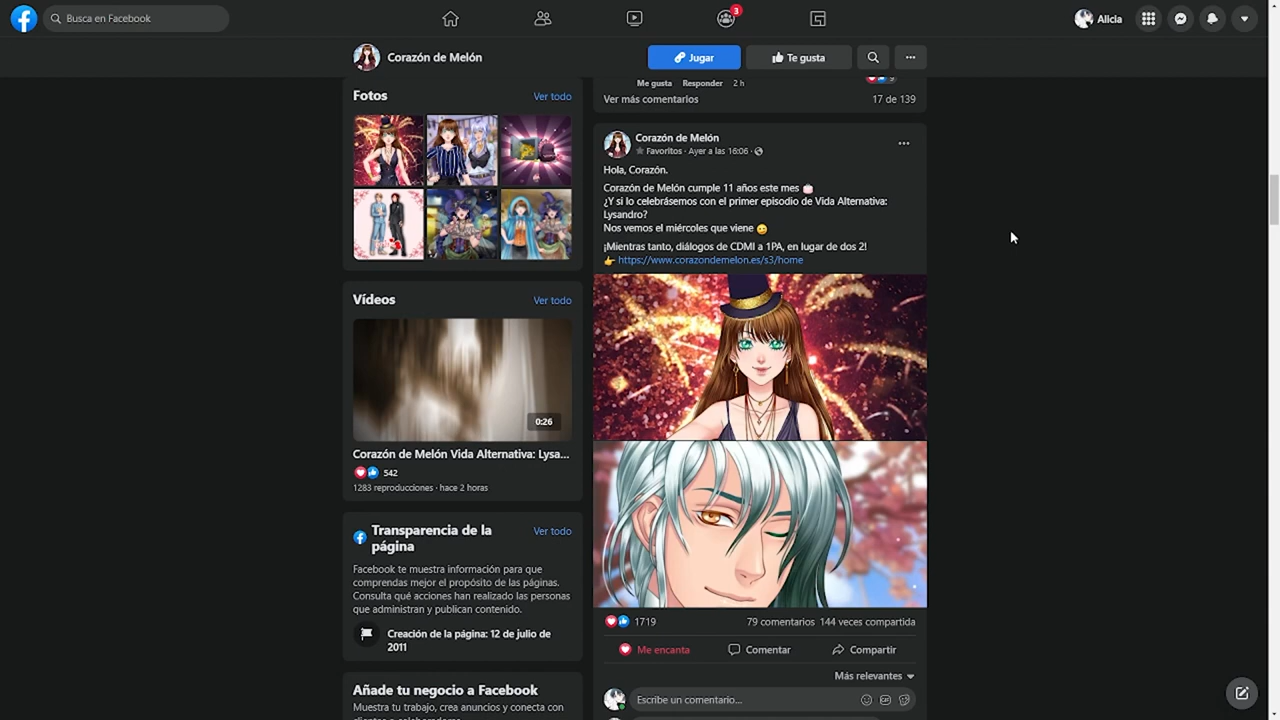 Busca en Facebook
3
Alicia
Corazón de Melón
Jugar
Te gusta
Fotos
Ver todo
Vídeos
Ver todo
0:26
Corazón de Melón Vida Alternativa: Lysa...
542
1283 reproducciones · hace 2 horas
Transparencia de la
página
Ver todo
Facebook te muestra información para que
comprendas mejor el propósito de las páginas.
Consulta qué acciones han realizado las personas
que administran y publican contenido.
Creación de la página: 12 de julio de
2011
Añade tu negocio a Facebook
Muestra tu trabajo, crea anuncios y conecta con
Me gusta Responder 2 h
9
Ver más comentarios
17 de 139
Corazón de Melón
Favoritos · Ayer a las 16:06 ·
Hola, Corazón.
Corazón de Melón cumple 11 años este mes
¿Y si lo celebrásemos con el primer episodio de Vida Alternativa:
Lysandro?
Nos vemos el miércoles que viene
¡Mientras tanto, diálogos de CDMI a 1PA, en lugar de dos 2!
https://www.corazondemelon.es/s3/home
1719
79 comentarios 144 veces compartida
Me encanta
Comentar
Compartir
Más relevantes
Escribe un comentario...